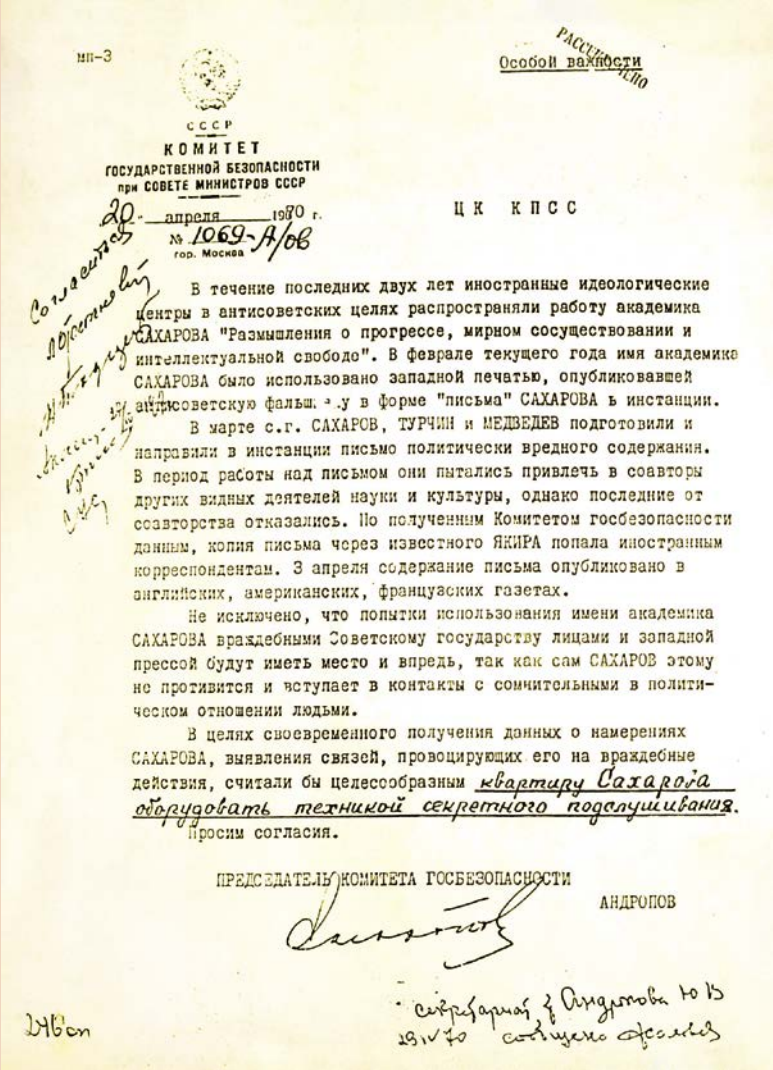 мп-3
Особой важности
РАССЕКРЕЧЕНО
СССР
КОМИТЕТ
ГОСУДАРСТВЕННОЙ БЕЗОПАСНОСТИ
при СОВЕТЕ МИНИСТРОВ СССР
20 апреля 1970 г.
№ 1069-А/ов
гор. Москва
ЦК КПСС
В течение последних двух лет иностранные идеологические
центры в антисоветских целях распространяли работу академика
САХАРОВА "Размышления о прогрессе, мирном сосуществовании и
интеллектуальной свободе". В феврале текущего года имя академика
САХАРОВА было использовано западной печатью, опубликовавшей
антисоветскую фальшивку в форме "письма" САХАРОВА в инстанции.
В марте с.г. САХАРОВ, ТУРЧИН и МЕДВЕДЕВ подготовили и
направили в инстанции письмо политически вредного содержания.
В период работы над письмом они пытались привлечь в соавторы
других видных деятелей науки и культуры, однако последние от
соавторства отказались. По полученным Комитетом госбезопасности
данным, копия письма через известного ЯКИРА попала иностранным
корреспондентам. 3 апреля содержание письма опубликовано в
английских, американских, французских газетах.
Не исключено, что попытки использования имени академика
САХАРОВА враждебными Советскому государству лицами и западной
прессой будут иметь место и впредь, так как сам САХАРОВ этому
не противится и вступает в контакты с сомнительными в полити-
ческом отношении людьми.
В целях своевременного получения данных о намерениях
САХАРОВА, выявления связей, провоцирующих его на враждебные
действия, считали бы целесообразным квартиру Сахарова
оборудовать техникой секретного подслушивания.
Просим согласия.
ПРЕДСЕДАТЕЛЬ КОМИТЕТА ГОСБЕЗОПАСНОСТИ
АНДРОПОВ
Согласиться
секретариат т. Андропова Ю В
29 IV 70 сообщено